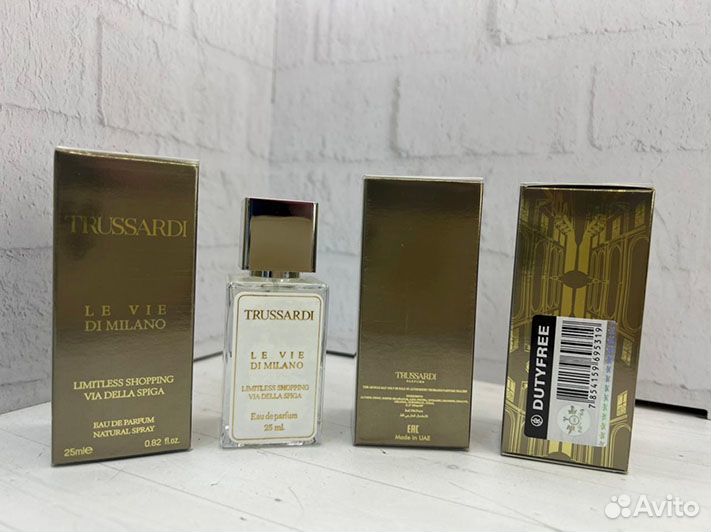 TRUSSARDI
LE VIE
DI MILANO
LIMITLESS SHOPPING
VIA DELLA SPIGA
EAU DE PARFUM
NATURAL SPRAY
25ml℮ 0.82 fl.oz.
TRUSSARDI
LE VIE
DI MILANO
LIMITLESS SHOPPING
VIA DELLA SPIGA
Eau de parfum
25 ml
TRUSSARDI
PARFUMS
EAC
Made in UAE
DUTYFREE
7854159695319
Avito